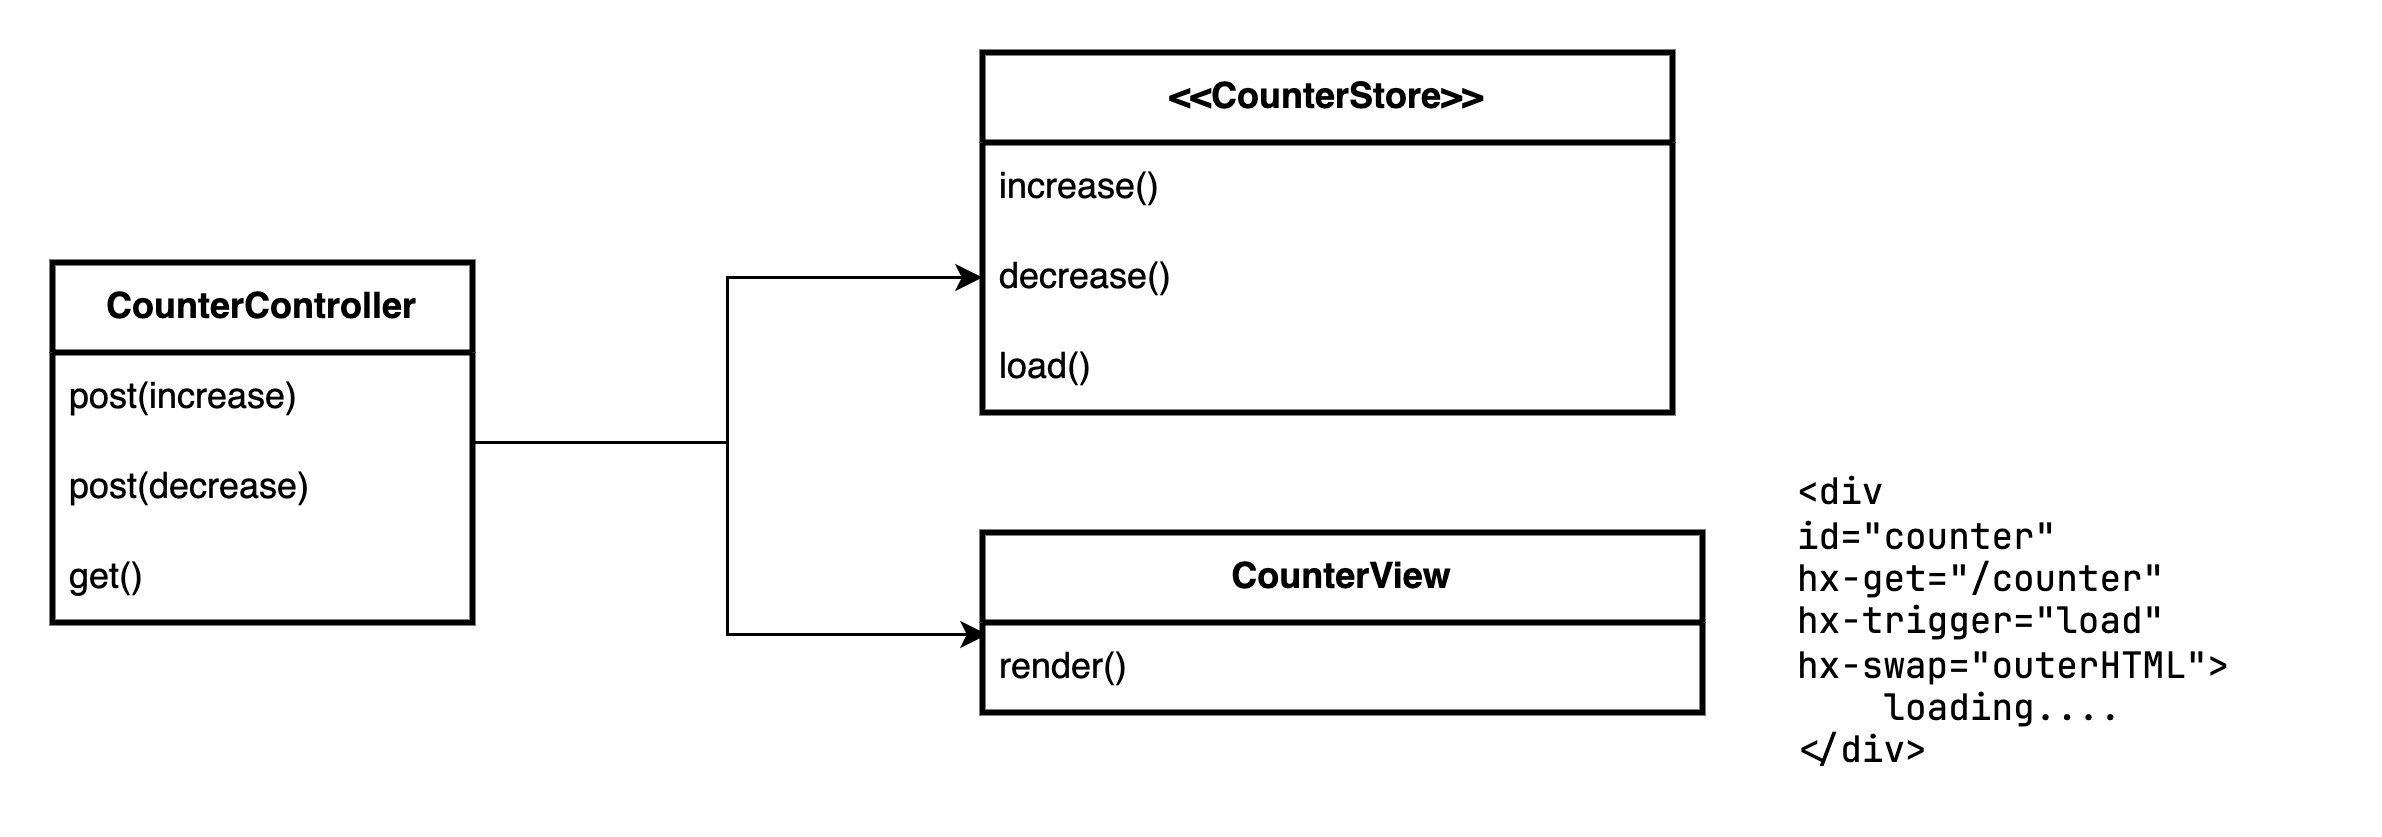 <<CounterStore>>
increase()
decrease()
load()
CounterController
post(increase)
post(decrease)
get()
CounterView
render()
<div
id="counter"
hx-get="/counter"
hx-trigger="load"
hx-swap="outerHTML">
    loading....
</div>